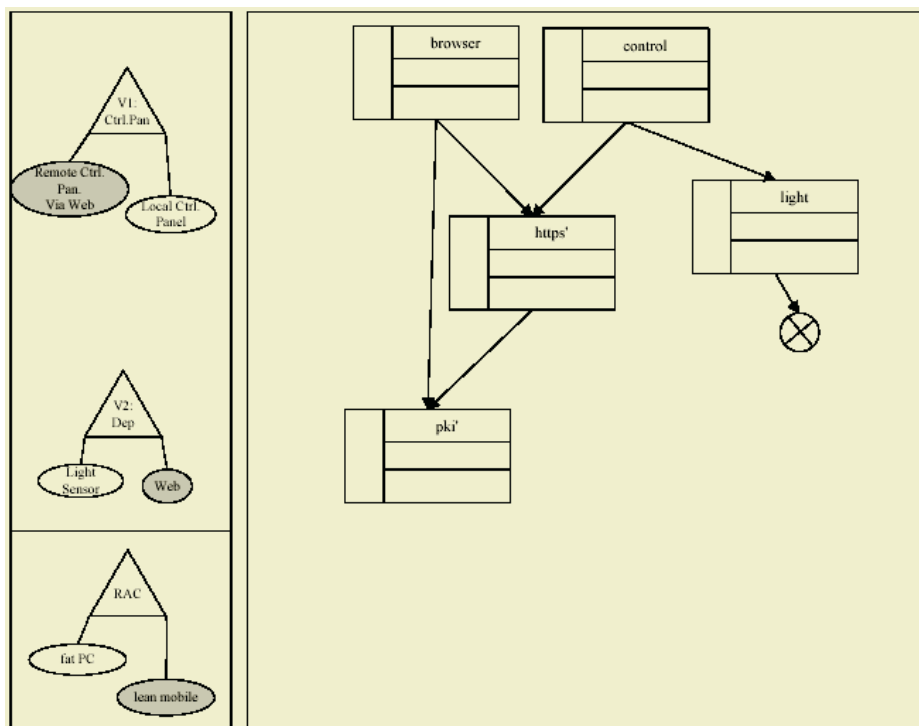 V1:
Ctrl.Pan
Remote Ctrl.
Pan.
Via Web
Local Ctrl.
Panel
V2:
Dep
Light
Sensor
Web
RAC
fat PC
lean mobile
browser
control
light
https'
pki'